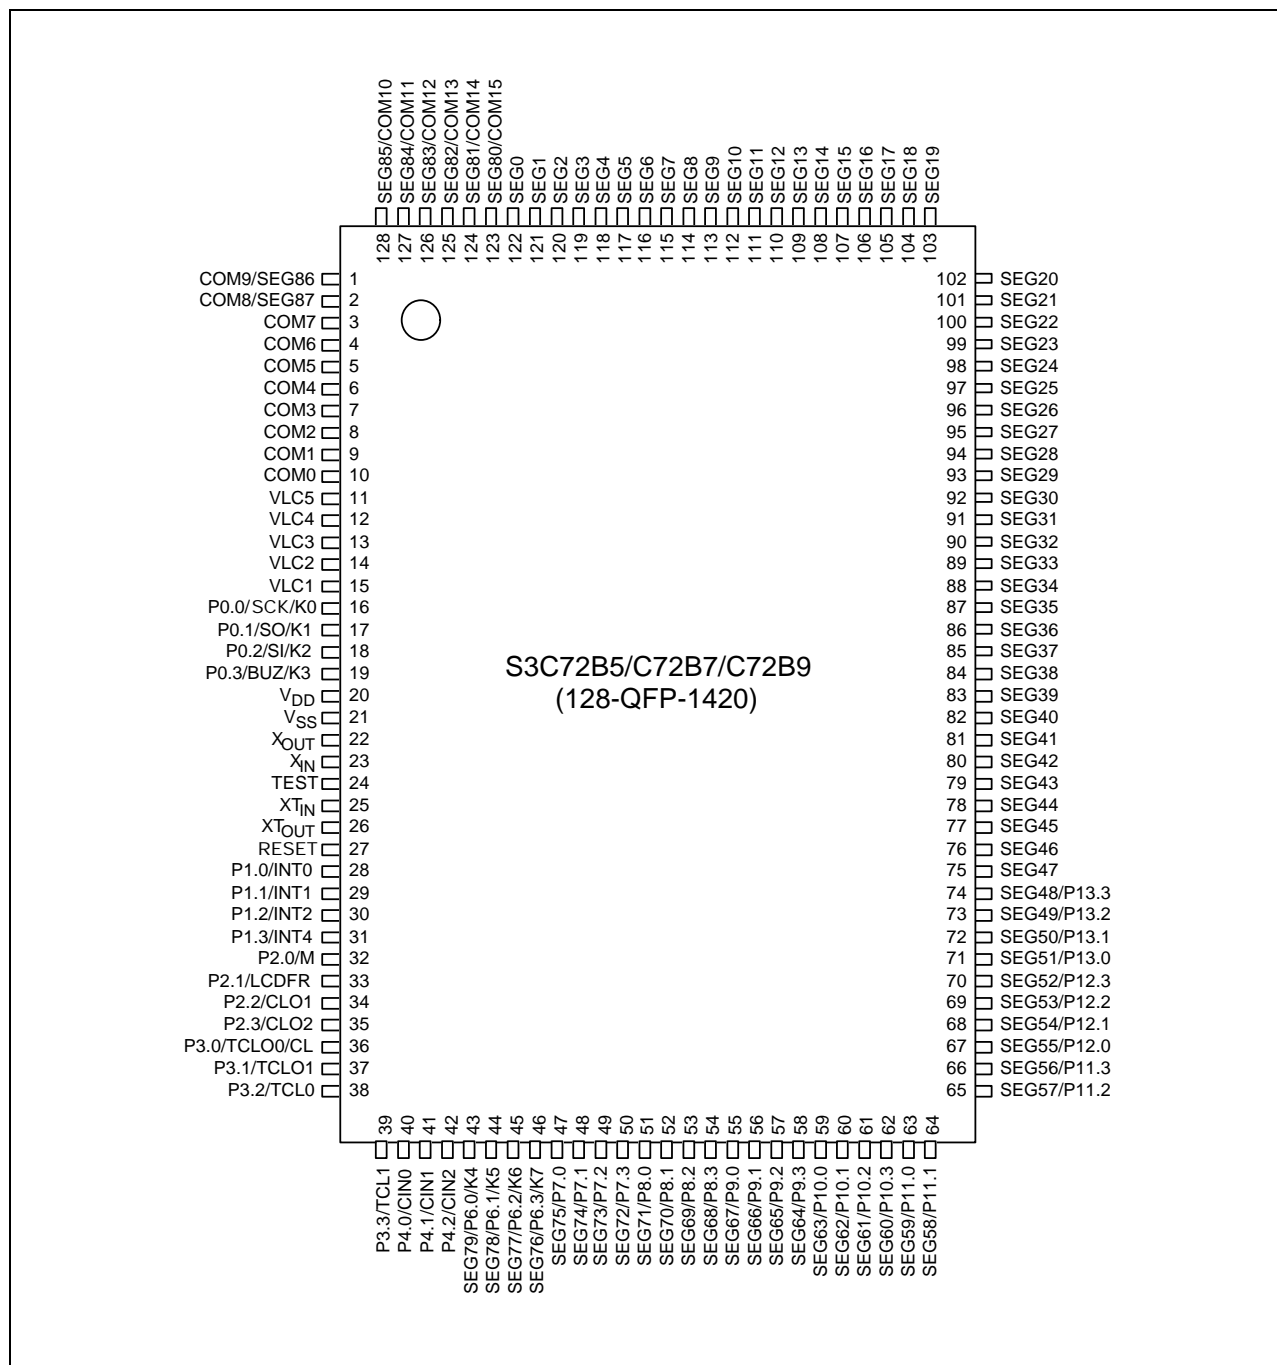 SEG85/COM10
SEG84/COM11
SEG83/COM12
SEG82/COM13
SEG81/COM14
SEG80/COM15
SEG0
SEG1
SEG2
SEG3
SEG4
SEG5
SEG6
SEG7
SEG8
SEG9
SEG10
SEG11
SEG12
SEG13
SEG14
SEG15
SEG16
SEG17
SEG18
SEG19
128
127
126
125
124
123
122
121
120
119
118
117
116
115
114
113
112
111
110
109
108
107
106
105
104
103
COM9/SEG86 1
COM8/SEG87 2
COM7 3
COM6 4
COM5 5
COM4 6
COM3 7
COM2 8
COM1 9
COM0 10
VLC5 11
VLC4 12
VLC3 13
VLC2 14
VLC1 15
P0.0/SCK/K0 16
P0.1/SO/K1 17
P0.2/SI/K2 18
P0.3/BUZ/K3 19
VDD 20
VSS 21
XOUT 22
XIN 23
TEST 24
XTIN 25
XTOUT 26
RESET 27
P1.0/INT0 28
P1.1/INT1 29
P1.2/INT2 30
P1.3/INT4 31
P2.0/M 32
P2.1/LCDFR 33
P2.2/CLO1 34
P2.3/CLO2 35
P3.0/TCLO0/CL 36
P3.1/TCLO1 37
P3.2/TCL0 38
S3C72B5/C72B7/C72B9
(128-QFP-1420)
102 SEG20
101 SEG21
100 SEG22
99 SEG23
98 SEG24
97 SEG25
96 SEG26
95 SEG27
94 SEG28
93 SEG29
92 SEG30
91 SEG31
90 SEG32
89 SEG33
88 SEG34
87 SEG35
86 SEG36
85 SEG37
84 SEG38
83 SEG39
82 SEG40
81 SEG41
80 SEG42
79 SEG43
78 SEG44
77 SEG45
76 SEG46
75 SEG47
74 SEG48/P13.3
73 SEG49/P13.2
72 SEG50/P13.1
71 SEG51/P13.0
70 SEG52/P12.3
69 SEG53/P12.2
68 SEG54/P12.1
67 SEG55/P12.0
66 SEG56/P11.3
65 SEG57/P11.2
39
40
41
42
43
44
45
46
47
48
49
50
51
52
53
54
55
56
57
58
59
60
61
62
63
64
P3.3/TCL1
P4.0/CIN0
P4.1/CIN1
P4.2/CIN2
SEG79/P6.0/K4
SEG78/P6.1/K5
SEG77/P6.2/K6
SEG76/P6.3/K7
SEG75/P7.0
SEG74/P7.1
SEG73/P7.2
SEG72/P7.3
SEG71/P8.0
SEG70/P8.1
SEG69/P8.2
SEG68/P8.3
SEG67/P9.0
SEG66/P9.1
SEG65/P9.2
SEG64/P9.3
SEG63/P10.0
SEG62/P10.1
SEG61/P10.2
SEG60/P10.3
SEG59/P11.0
SEG58/P11.1